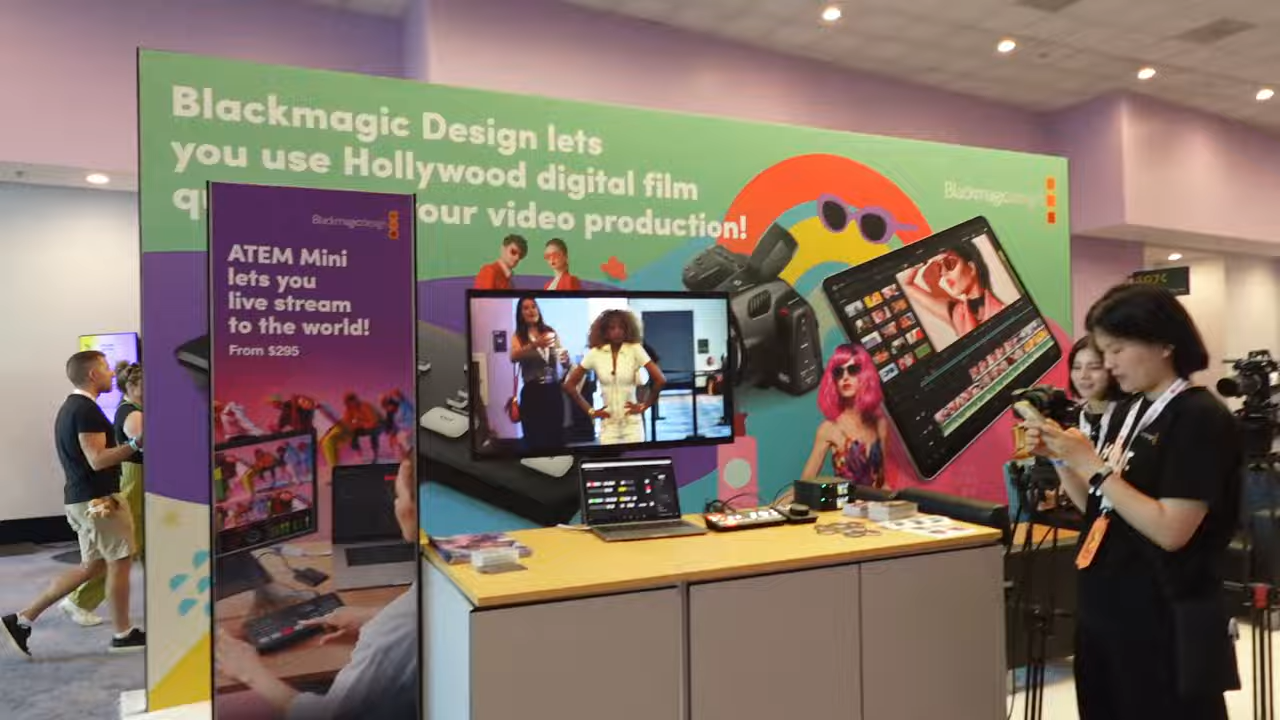 Blackmagic Design lets
you use Hollywood digital film
our video production!
Blackmagicdesign
Blackmagicdesign
ATEM Mini
lets you
live stream
to the world!
From $295